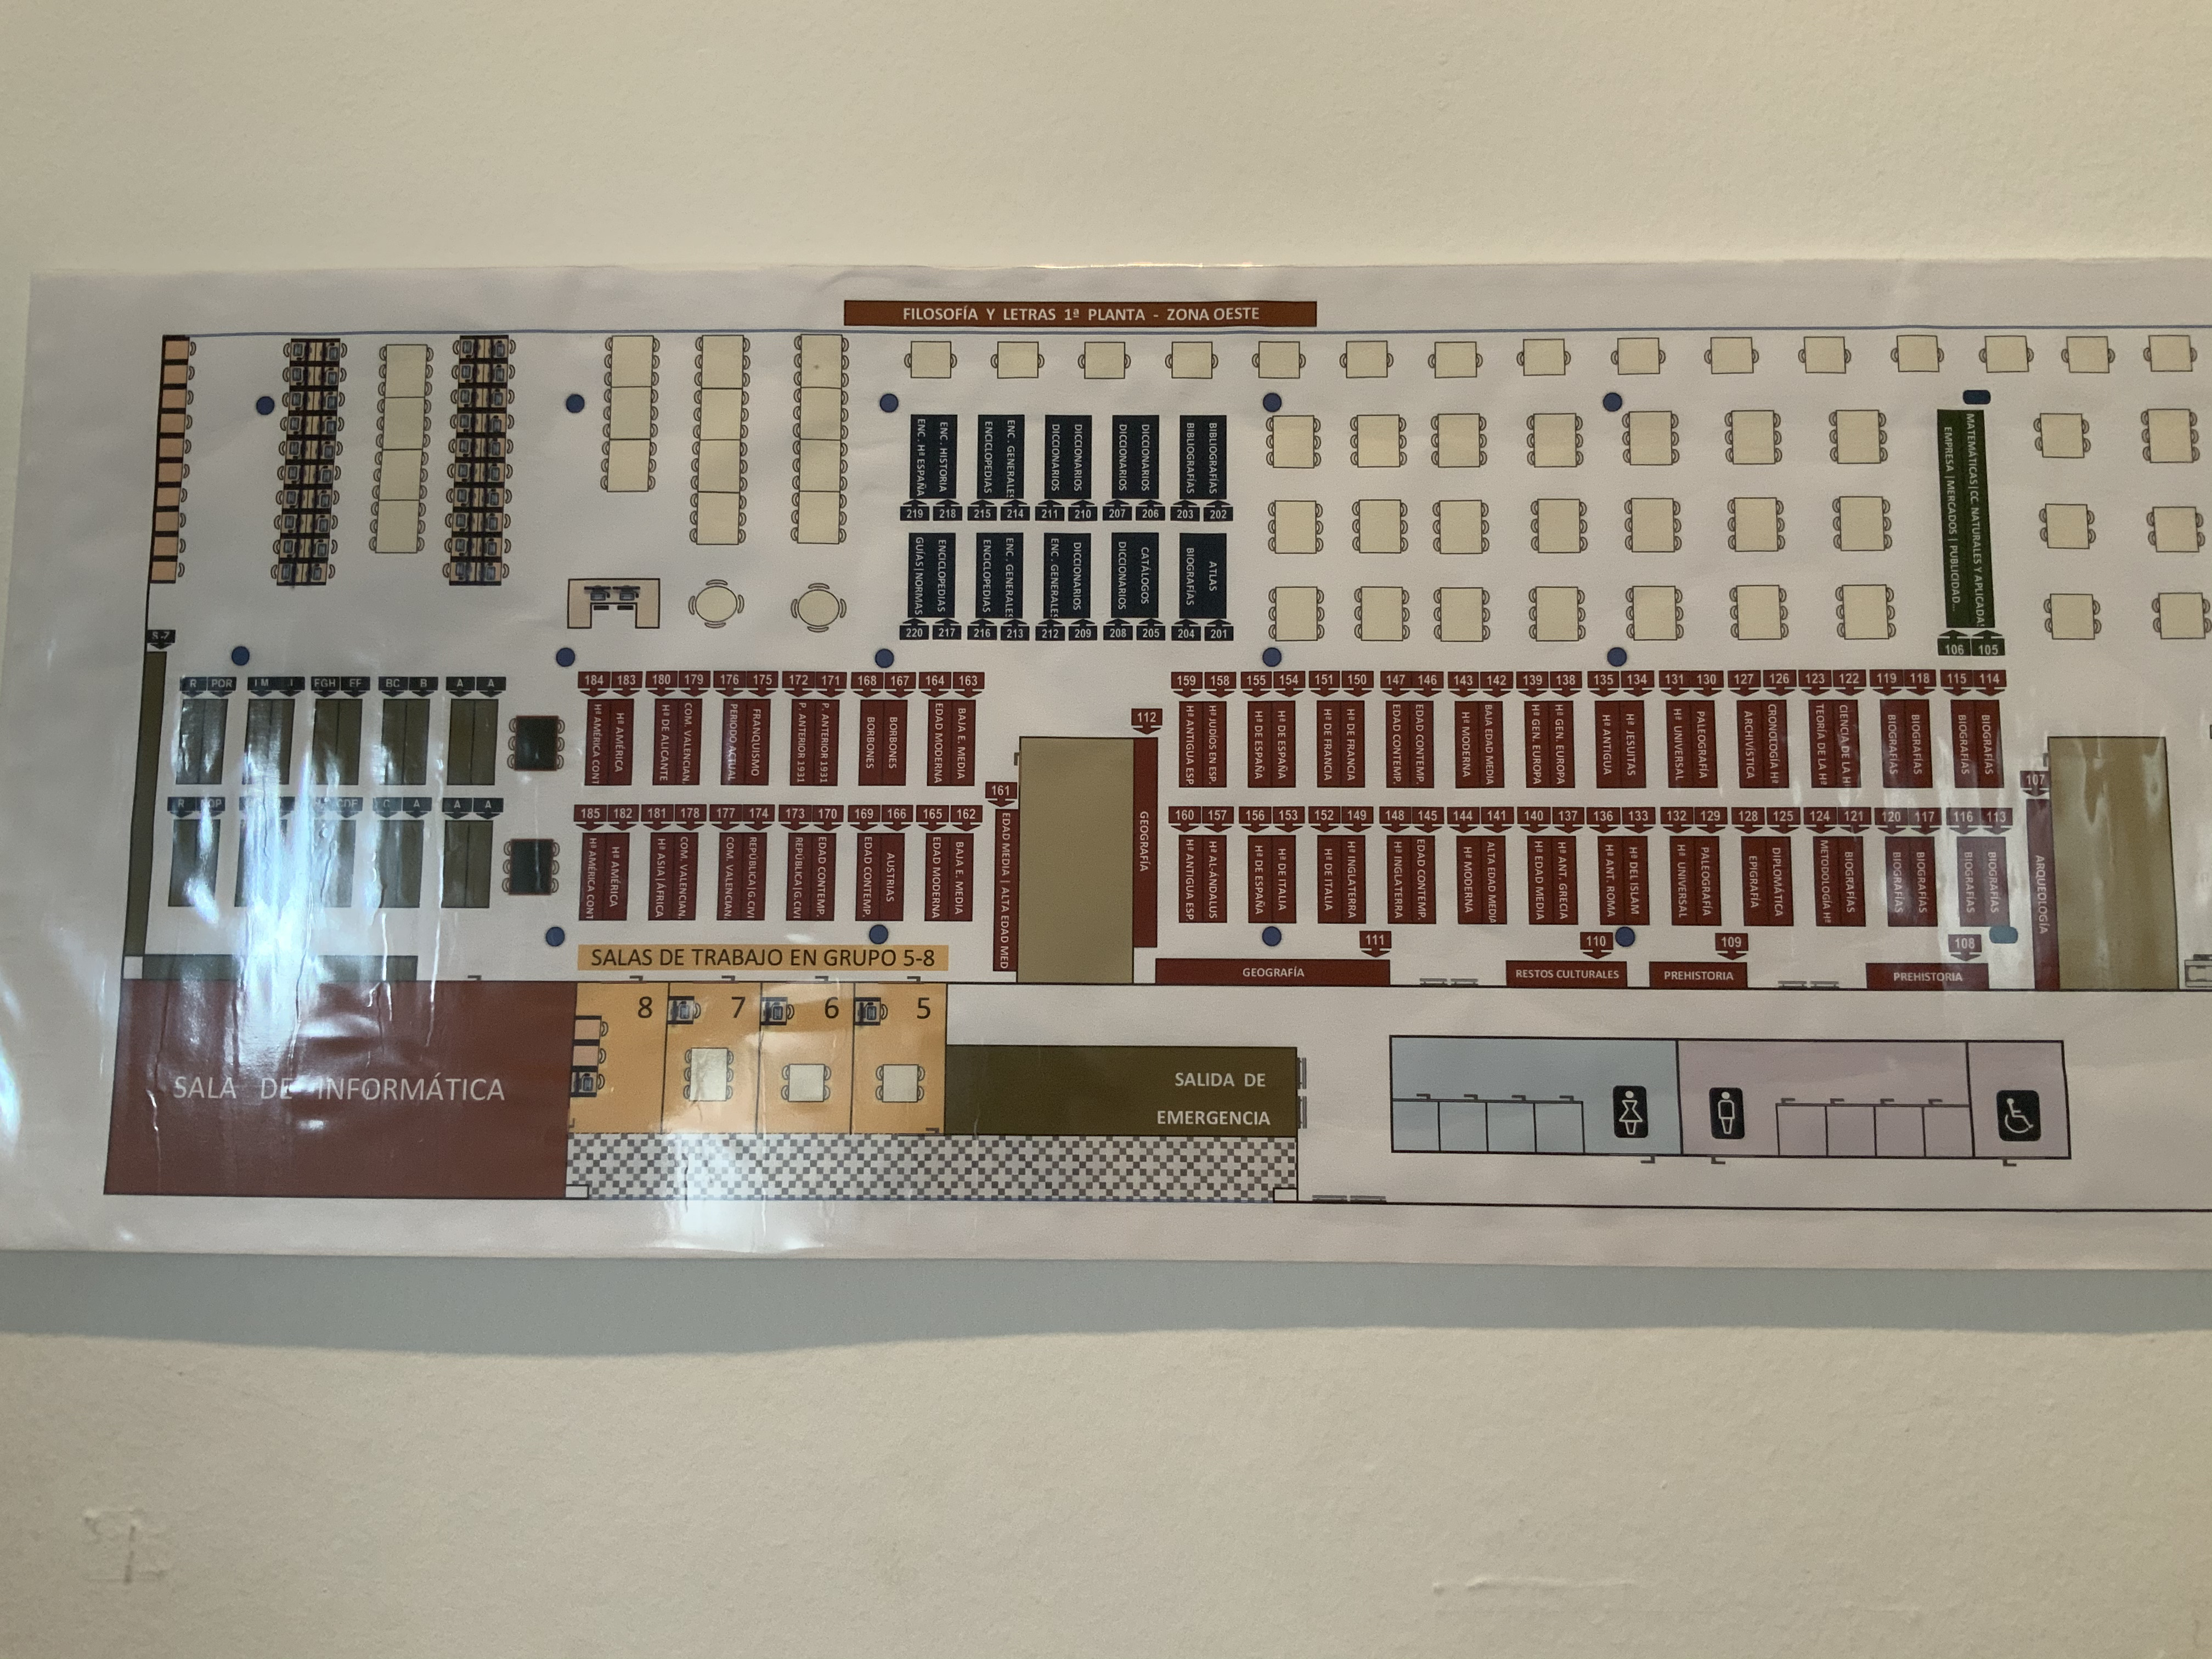 FILOSOFÍA Y LETRAS 1ª PLANTA - ZONA OESTE
ENC. Hª ESPAÑA
ENC. HISTORIA
ENCICLOPEDIAS
ENC. GENERALES
DICCIONARIOS
DICCIONARIOS
DICCIONARIOS
DICCIONARIOS
BIBLIOGRAFÍAS
BIBLIOGRAFÍAS
219 218 215 214 211 210 207 206 203 202
GUÍAS|NORMAS
ENCICLOPEDIAS
ENCICLOPEDIAS
ENC. GENERALES
ENC. GENERALES
DICCIONARIOS
DICCIONARIOS
CATÁLOGOS
BIOGRAFÍAS
ATLAS
220 217 216 213 212 209 208 205 204 201
MATEMÁTICAS|CC. NATURALES Y APLICADAS
EMPRESA |MERCADOS | PUBLICIDAD...
106 105
S-Z
R POR LM L FGH EF BC B A A
184 183 180 179 176 175 172 171 168 167 164 163
Hª AMÉRICA CONT
Hª AMÉRICA
Hª DE ALICANTE
COM. VALENCIAN.
PERIODO ACTUAL
FRANQUISMO
P. ANTERIOR 1931
P. ANTERIOR 1931
BORBONES
BORBONES
EDAD MODERNA
BAJA E. MEDIA
112
GEOGRAFÍA
159 158 155 154 151 150 147 146 143 142 139 138 135 134 131 130 127 126 123 122 119 118 115 114
Hª ANTIGUA ESP.
Hª JUDÍOS EN ESP.
Hª DE ESPAÑA
Hª DE ESPAÑA
Hª DE FRANCIA
Hª DE FRANCIA
EDAD CONTEMP.
EDAD CONTEMP.
Hª MODERNA
BAJA EDAD MEDIA
Hª GEN. EUROPA
Hª GEN. EUROPA
Hª ANTIGUA
Hª JESUITAS
Hª UNIVERSAL
PALEOGRAFÍA
ARCHIVÍSTICA
CRONOLOGÍA Hª
TEORÍA DE LA Hª
CIENCIA DE LA H
BIOGRAFÍAS
BIOGRAFÍAS
BIOGRAFÍAS
BIOGRAFÍAS
R C A A A
185 182 181 178 177 174 173 170 169 166 165 162
Hª AMÉRICA CONT
Hª AMÉRICA
Hª ASIA|ÁFRICA
COM. VALENCIAN.
COM. VALENCIAN.
REPÚBLICA|G.CIVI
REPÚBLICA|G.CIVI
EDAD CONTEMP.
EDAD CONTEMP.
AUSTRIAS
EDAD MODERNA
BAJA E. MEDIA
161
EDAD MEDIA | ALTA EDAD MED
160 157 156 153 152 149 148 145 144 141 140 137 136 133 132 129 128 125 124 121 120 117 116 113
Hª ANTIGUA ESP
Hª AL-ÁNDALUS
Hª DE ESPAÑA
Hª DE ITALIA
Hª DE ITALIA
Hª INGLATERRA
Hª INGLATERRA
EDAD CONTEMP.
Hª MODERNA
ALTA EDAD MEDIA
Hª EDAD MEDIA
Hª ANT. GRECIA
Hª ANT. ROMA
Hª DEL ISLAM
Hª UNIVERSAL
PALEOGRAFÍA
EPIGRAFÍA
DIPLOMÁTICA
METODOLOGÍA Hª
BIOGRAFÍAS
BIOGRAFÍAS
BIOGRAFÍAS
BIOGRAFÍAS
BIOGRAFÍAS
107
ARQUEOLOGÍA
111
GEOGRAFÍA
110
RESTOS CULTURALES
109
PREHISTORIA
108
PREHISTORIA
SALAS DE TRABAJO EN GRUPO 5-8
8 7 6 5
SALA DE INFORMÁTICA
SALIDA DE
EMERGENCIA